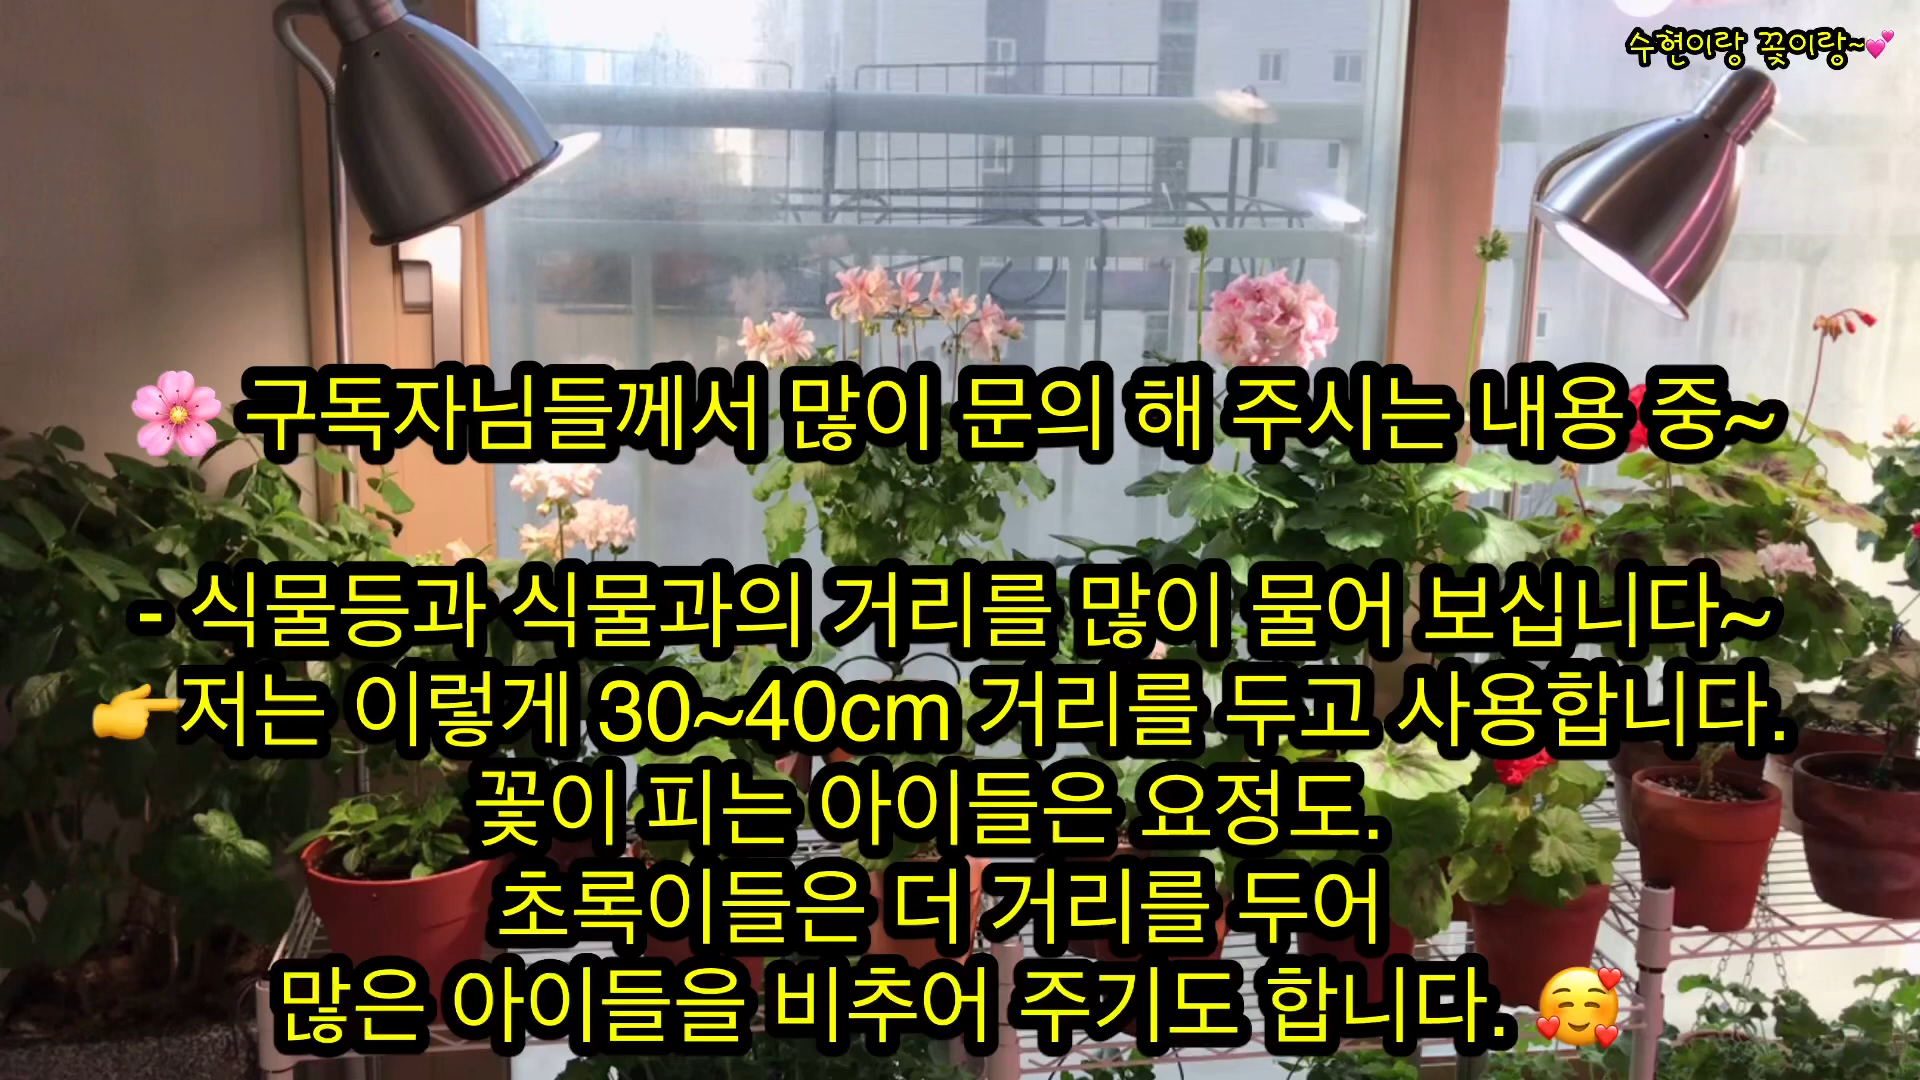 수현이랑 꽃이랑~💕
🌸 구독자님들께서 많이 문의 해 주시는 내용 중~
- 식물등과 식물과의 거리를 많이 물어 보십니다~
👉저는 이렇게 30~40cm 거리를 두고 사용합니다.
꽃이 피는 아이들은 요정도.
초록이들은 더 거리를 두어
많은 아이들을 비추어 주기도 합니다. 🥰